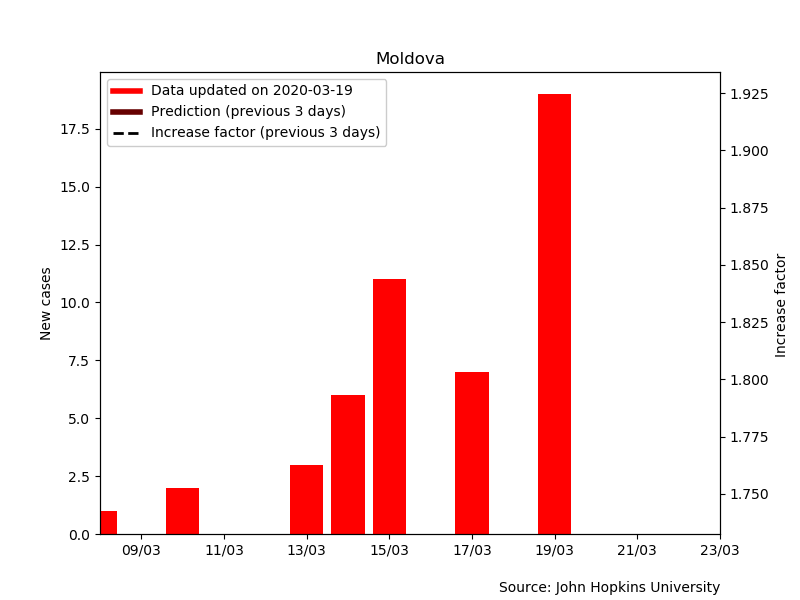 Moldova
Data updated on 2020-03-19
Prediction (previous 3 days)
Increase factor (previous 3 days)
17.5
15.0
12.5
10.0
7.5
5.0
2.5
0.0
New cases
1.925
1.900
1.875
1.850
1.825
1.800
1.775
1.750
Increase factor
09/03 11/03 13/03 15/03 17/03 19/03 21/03 23/03
Source: John Hopkins University